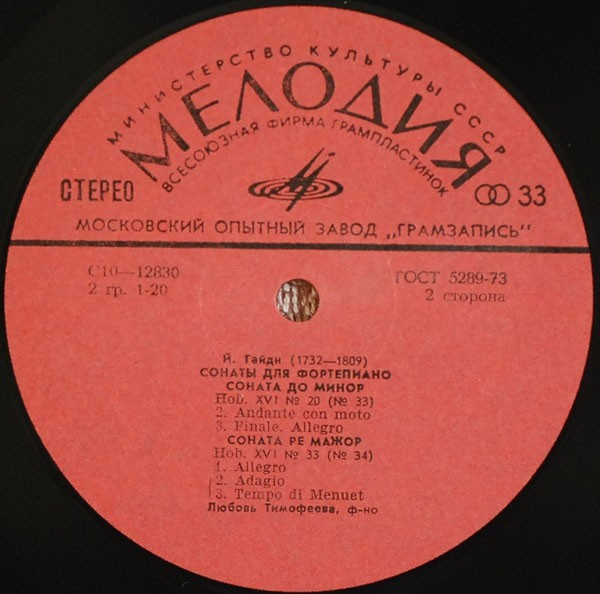 МИНИСТЕРСТВО КУЛЬТУРЫ СССР
МЕЛОДИЯ
ВСЕСОЮЗНАЯ ФИРМА ГРАМПЛАСТИНОК
СТЕРЕО
33
МОСКОВСКИЙ ОПЫТНЫЙ ЗАВОД „ГРАМЗАПИСЬ"
С10—12830
ГОСТ 5289-73
2 гр. 1-20
2 сторона
Й. Гайдн (1732—1809)
СОНАТЫ ДЛЯ ФОРТЕПИАНО
СОНАТА ДО МИНОР
Hob. XVI № 20 (№ 33)
2. Andante con moto
3. Finale. Allegro
СОНАТА РЕ МАЖОР
Hob. XVI № 33 (№ 34)
1. Allegro
2. Adagio
3. Tempo di Menuet
Любовь Тимофеева, ф-но